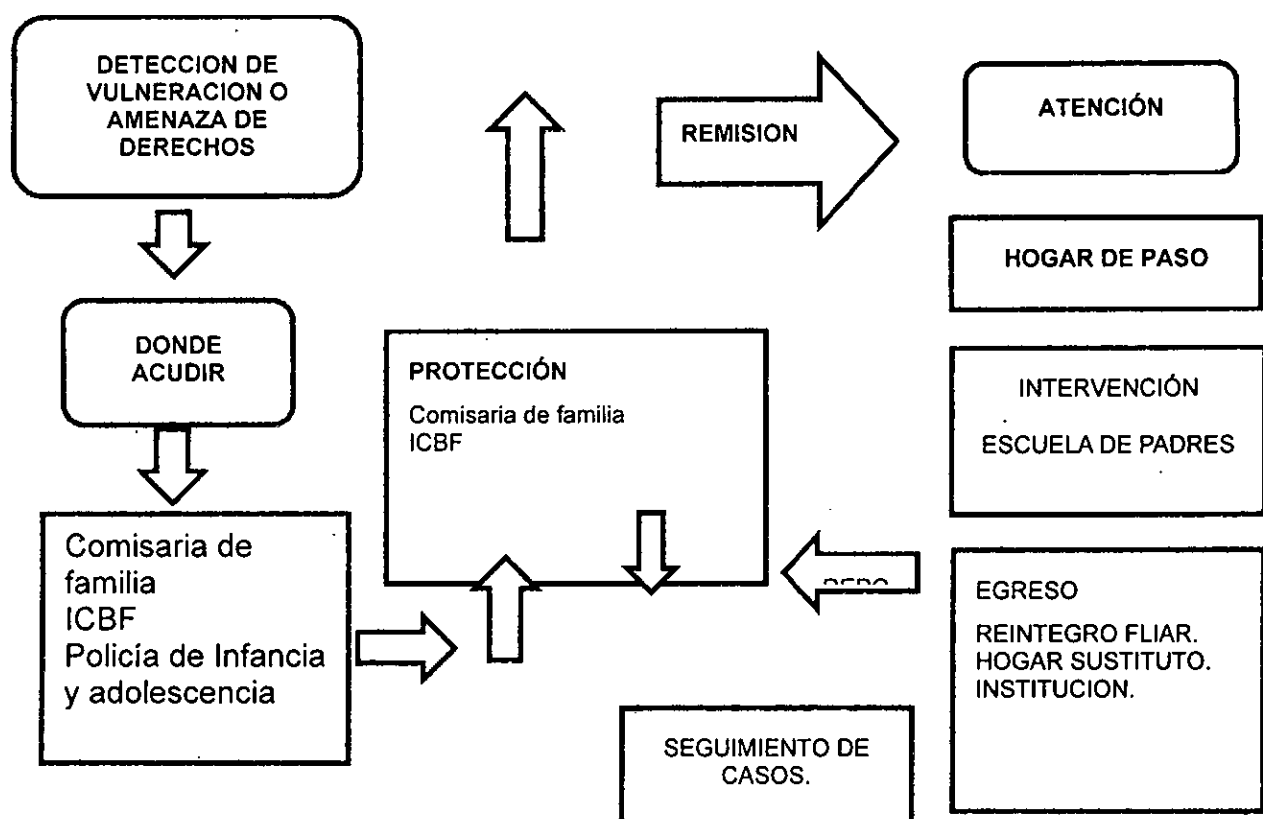 DETECCION DE
VULNERACION O
AMENAZA DE
DERECHOS
DONDE
ACUDIR
Comisaria de
familia
ICBF
Policía de Infancia
y adolescencia
PROTECCIÓN
Comisaria de familia
ICBF
REMISION
ATENCIÓN
HOGAR DE PASO
INTERVENCIÓN
ESCUELA DE PADRES
EGRESO
REINTEGRO FLIAR.
HOGAR SUSTITUTO.
INSTITUCION.
SEGUIMIENTO DE
CASOS.